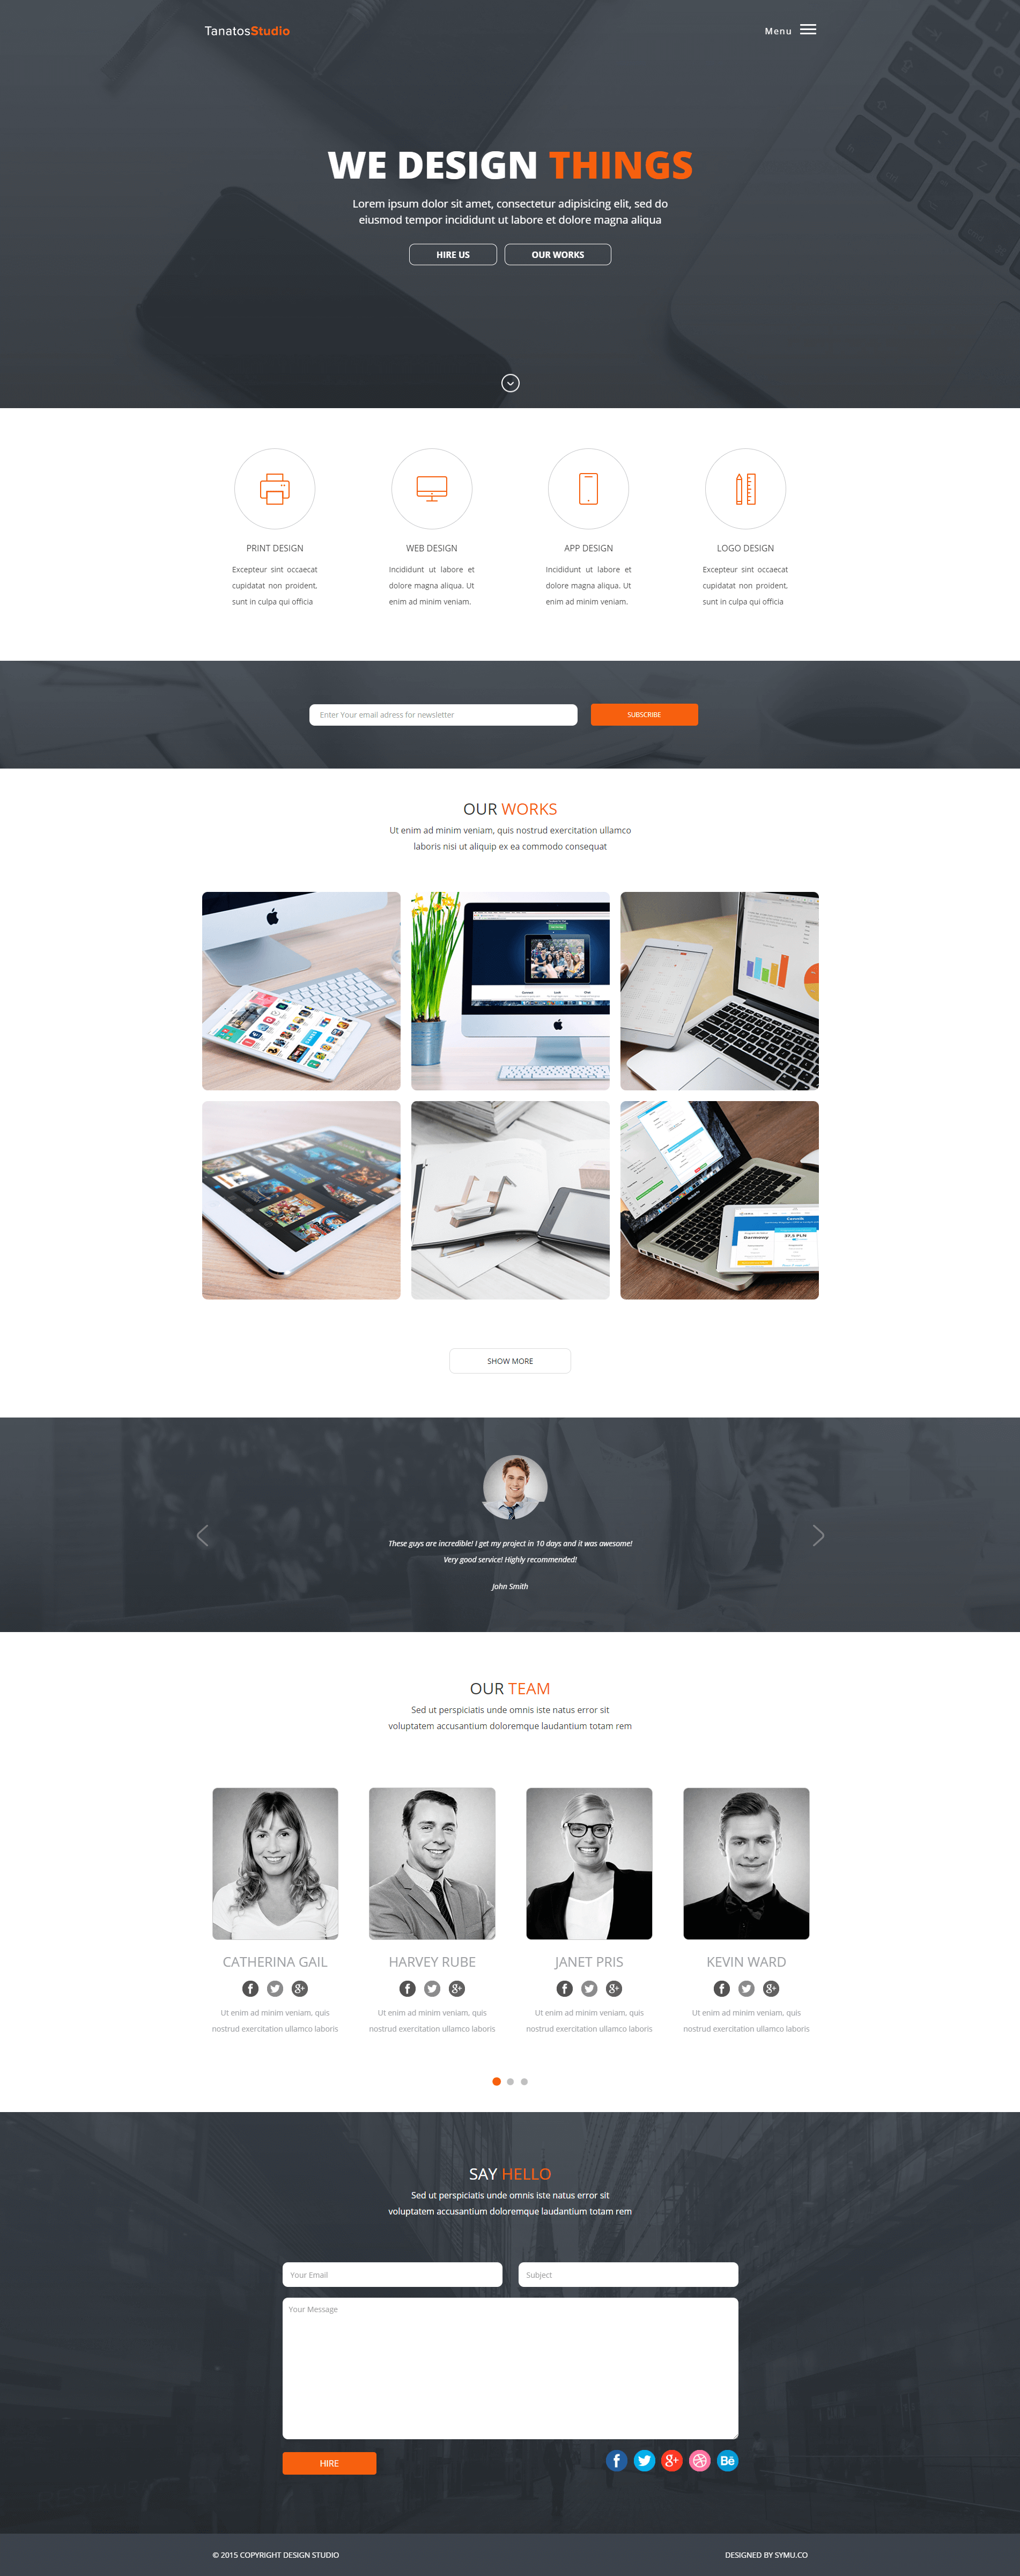 TanatosStudio
Menu
WE DESIGN THINGS
Lorem ipsum dolor sit amet, consectetur adipisicing elit, sed do
eiusmod tempor incididunt ut labore et dolore magna aliqua
HIRE US
OUR WORKS
PRINT DESIGN
Excepteur sint occaecat
cupidatat non proident,
sunt in culpa qui officia
WEB DESIGN
Incididunt ut labore et
dolore magna aliqua. Ut
enim ad minim veniam.
APP DESIGN
Incididunt ut labore et
dolore magna aliqua. Ut
enim ad minim veniam.
LOGO DESIGN
Excepteur sint occaecat
cupidatat non proident,
sunt in culpa qui officia
Enter Your email adress for newsletter
SUBSCRIBE
OUR WORKS
Ut enim ad minim veniam, quis nostrud exercitation ullamco
laboris nisi ut aliquip ex ea commodo consequat
SHOW MORE
These guys are incredible! I get my project in 10 days and it was awesome!
Very good service! Highly recommended!
John Smith
OUR TEAM
Sed ut perspiciatis unde omnis iste natus error sit
voluptatem accusantium doloremque laudantium totam rem
CATHERINA GAIL
Ut enim ad minim veniam, quis
nostrud exercitation ullamco laboris
HARVEY RUBE
Ut enim ad minim veniam, quis
nostrud exercitation ullamco laboris
JANET PRIS
Ut enim ad minim veniam, quis
nostrud exercitation ullamco laboris
KEVIN WARD
Ut enim ad minim veniam, quis
nostrud exercitation ullamco laboris
SAY HELLO
Sed ut perspiciatis unde omnis iste natus error sit
voluptatem accusantium doloremque laudantium totam rem
Your Email
Subject
Your Message
HIRE
© 2015 COPYRIGHT DESIGN STUDIO
DESIGNED BY SYMU.CO